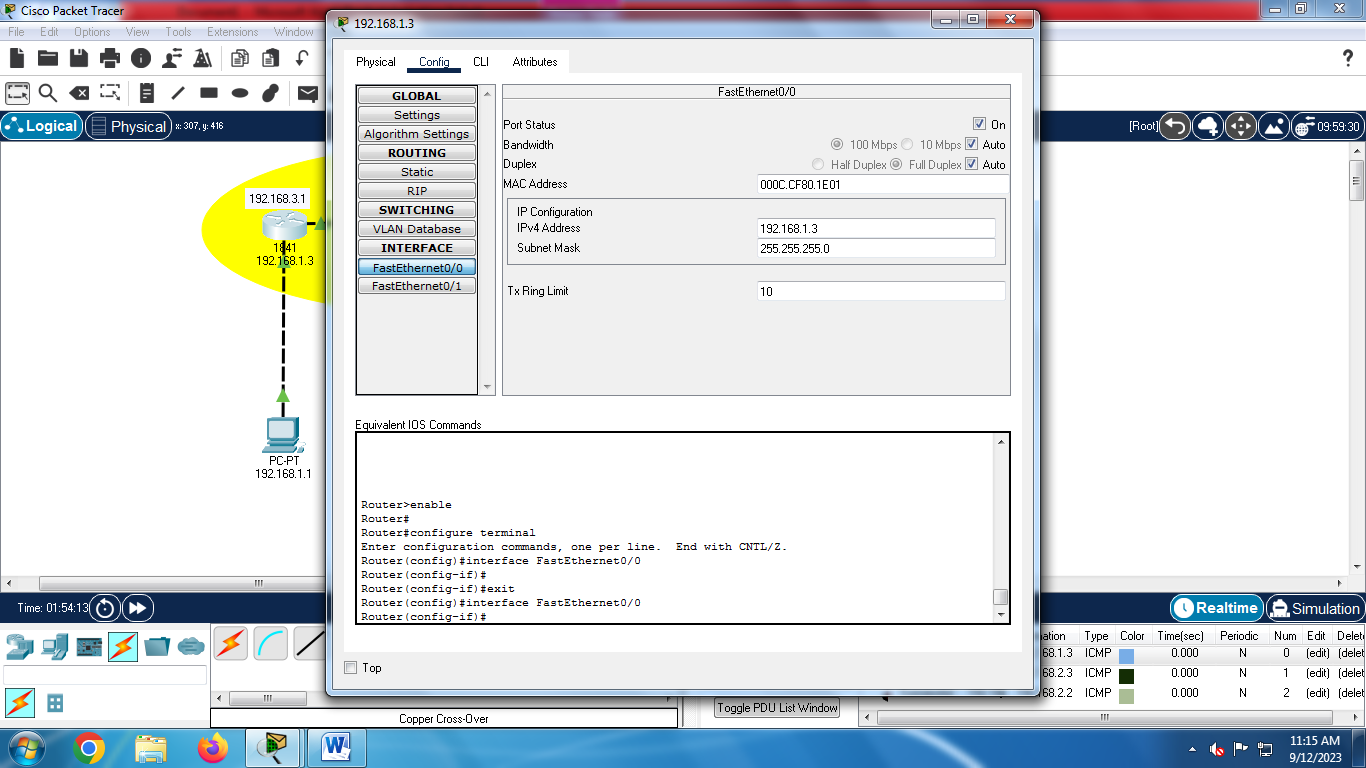 Cisco Packet Tracer
File Edit Options View Tools Extensions Window
Logical Physical x: 307, y: 416
[Root] 09:59:30
192.168.3.1
1841
192.168.1.3
PC-PT
192.168.1.1
192.168.1.3
Physical Config CLI Attributes
GLOBAL
Settings
Algorithm Settings
ROUTING
Static
RIP
SWITCHING
VLAN Database
INTERFACE
FastEthernet0/0
FastEthernet0/1
FastEthernet0/0
Port Status On
Bandwidth 100 Mbps 10 Mbps Auto
Duplex Half Duplex Full Duplex Auto
MAC Address 000C.CF80.1E01
IP Configuration
IPv4 Address 192.168.1.3
Subnet Mask 255.255.255.0
Tx Ring Limit 10
Equivalent IOS Commands
Router>enable
Router#
Router#configure terminal
Enter configuration commands, one per line. End with CNTL/Z.
Router(config)#interface FastEthernet0/0
Router(config-if)#
Router(config-if)#exit
Router(config)#interface FastEthernet0/0
Router(config-if)#
Top
Time: 01:54:13
Realtime Simulation
nation Type Color Time(sec) Periodic Num Edit Delet
68.1.3 ICMP 0.000 N 0 (edit) (delet
68.2.3 ICMP 0.000 N 1 (edit) (delet
68.2.2 ICMP 0.000 N 2 (edit) (delet
Toggle PDU List Window
Copper Cross-Over
11:15 AM
9/12/2023